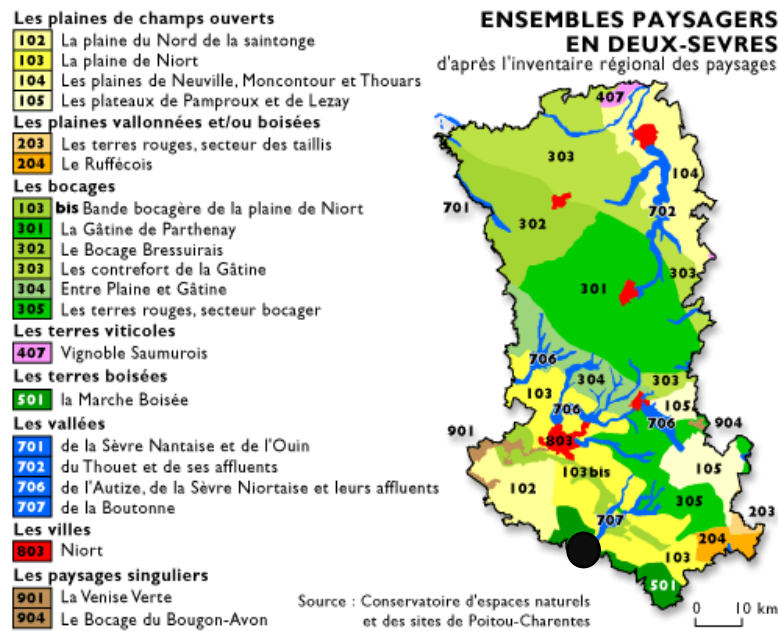 Les plaines de champs ouverts
102 La plaine du Nord de la saintonge
103 La plaine de Niort
104 Les plaines de Neuville, Moncontour et Thouars
105 Les plateaux de Pamproux et de Lezay
Les plaines vallonnées et/ou boisées
203 Les terres rouges, secteur des taillis
204 Le Ruffécois
Les bocages
103 bis Bande bocagère de la plaine de Niort
301 La Gâtine de Parthenay
302 Le Bocage Bressuirais
303 Les contrefort de la Gâtine
304 Entre Plaine et Gâtine
305 Les terres rouges, secteur bocager
Les terres viticoles
407 Vignoble Saumurois
Les terres boisées
501 la Marche Boisée
Les vallées
701 de la Sèvre Nantaise et de l'Ouin
702 du Thouet et de ses affluents
706 de l'Autize, de la Sèvre Niortaise et leurs affluents
707 de la Boutonne
Les villes
803 Niort
Les paysages singuliers
901 La Venise Verte
904 Le Bocage du Bougon-Avon
ENSEMBLES PAYSAGERS
EN DEUX-SEVRES
d'après l'inventaire régional des paysages
407
303
104
701
702
302
303
301
706
304
303
103
706
105
901
803
706
904
103 bis
105
102
305
707
203
204
103
501
Source : Conservatoire d'espaces naturels
et des sites de Poitou-Charentes
0 10 km